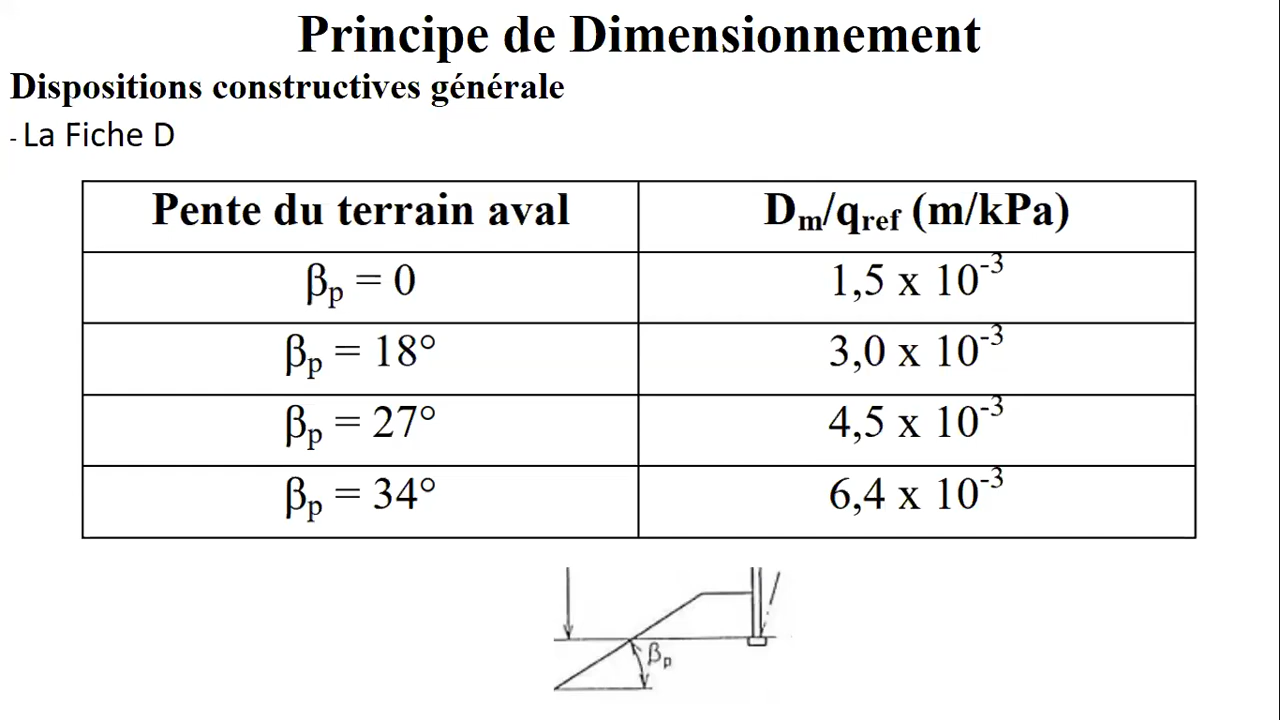 Principe de Dimensionnement
Dispositions constructives générale
- La Fiche D
Pente du terrain aval Dₘ/qᵣₑf (m/kPa)
βₚ = 0 1,5 x 10⁻³
βₚ = 18° 3,0 x 10⁻³
βₚ = 27° 4,5 x 10⁻³
βₚ = 34° 6,4 x 10⁻³
βₚ